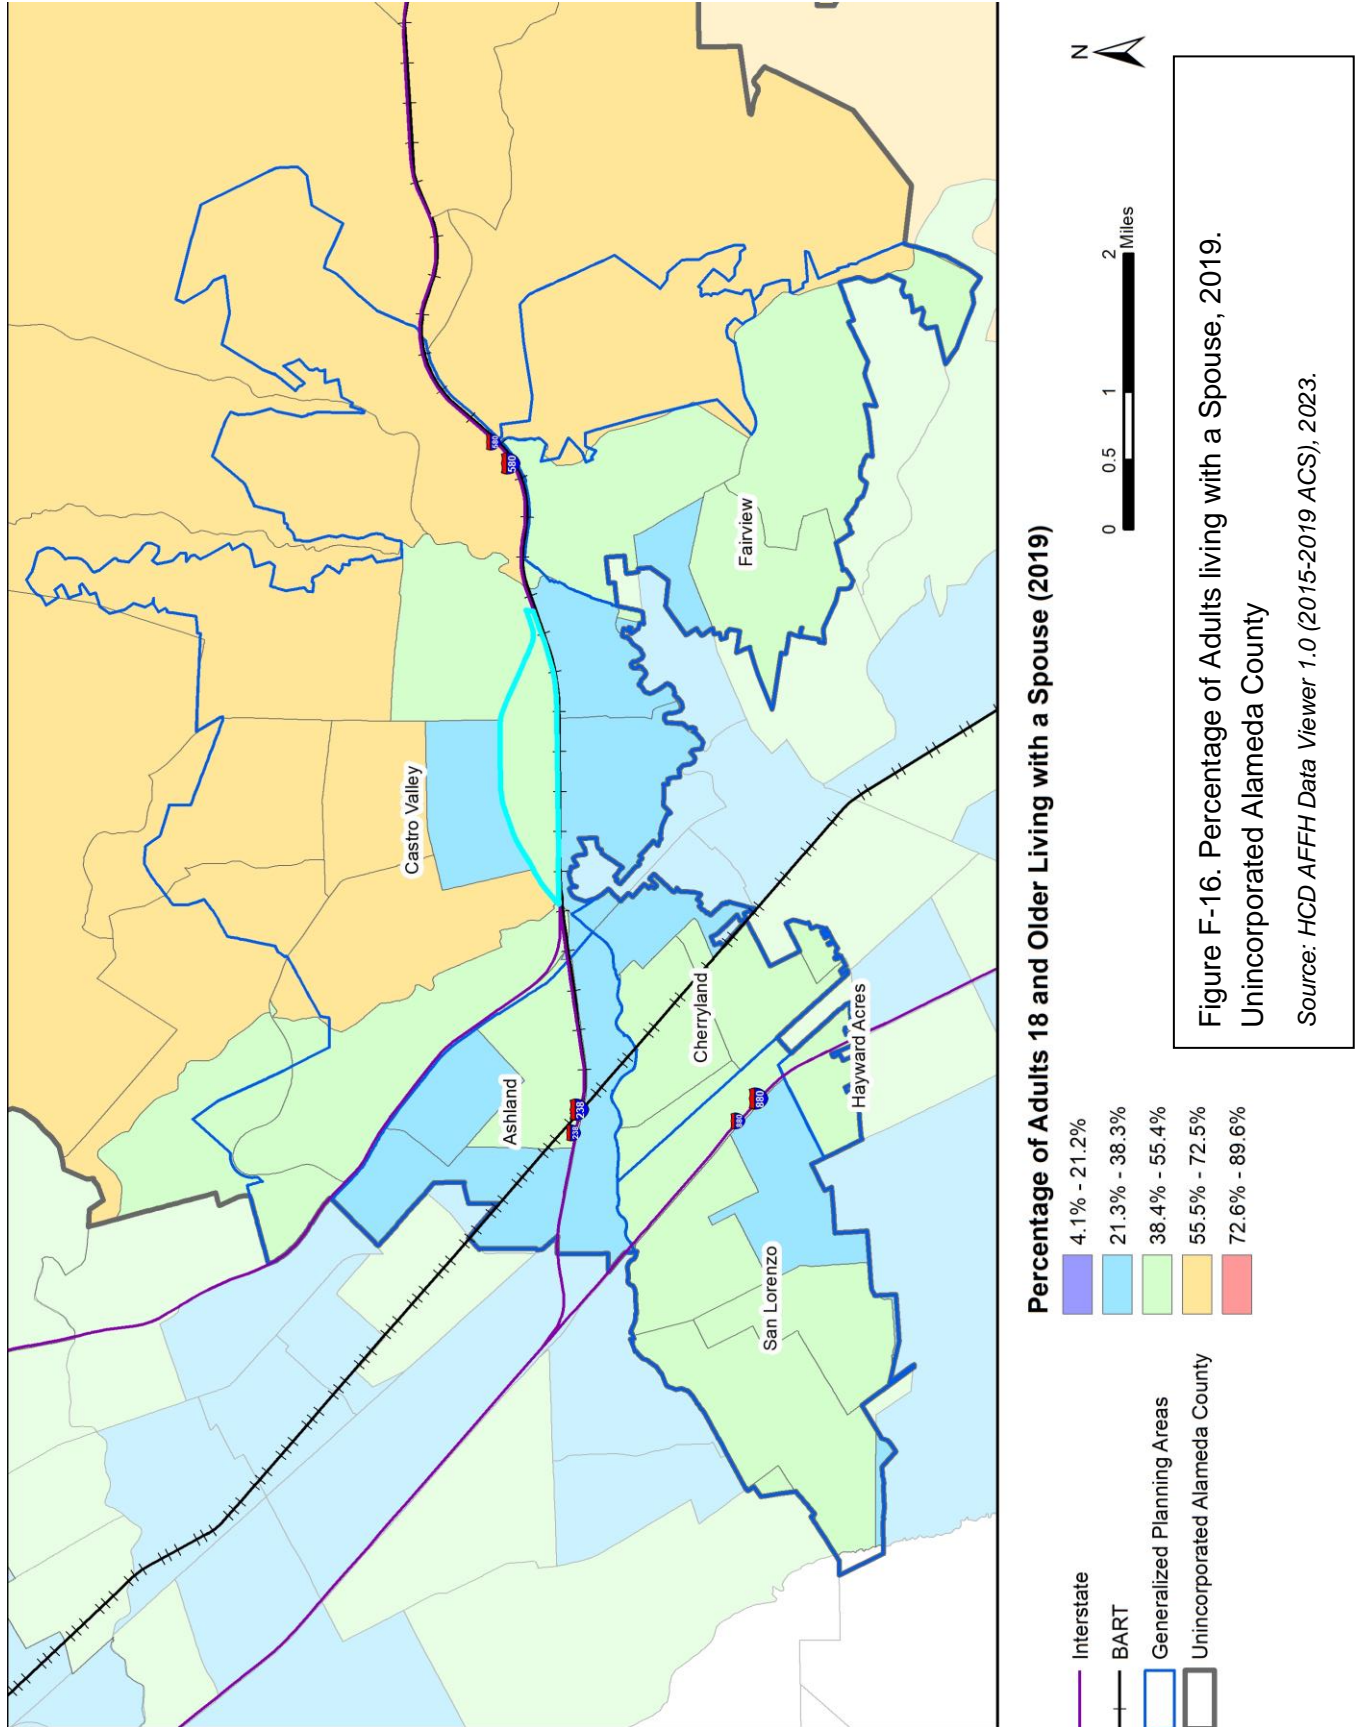 Castro Valley
Ashland
Cherryland
Fairview
San Lorenzo
Hayward Acres
580
580
238
238
880
880
N
0 0.5 1 2
Miles
Percentage of Adults 18 and Older Living with a Spouse (2019)
Interstate
BART
Generalized Planning Areas
Unincorporated Alameda County
4.1% - 21.2%
21.3% - 38.3%
38.4% - 55.4%
55.5% - 72.5%
72.6% - 89.6%
Figure F-16. Percentage of Adults living with a Spouse, 2019.
Unincorporated Alameda County
Source: HCD AFFH Data Viewer 1.0 (2015-2019 ACS), 2023.